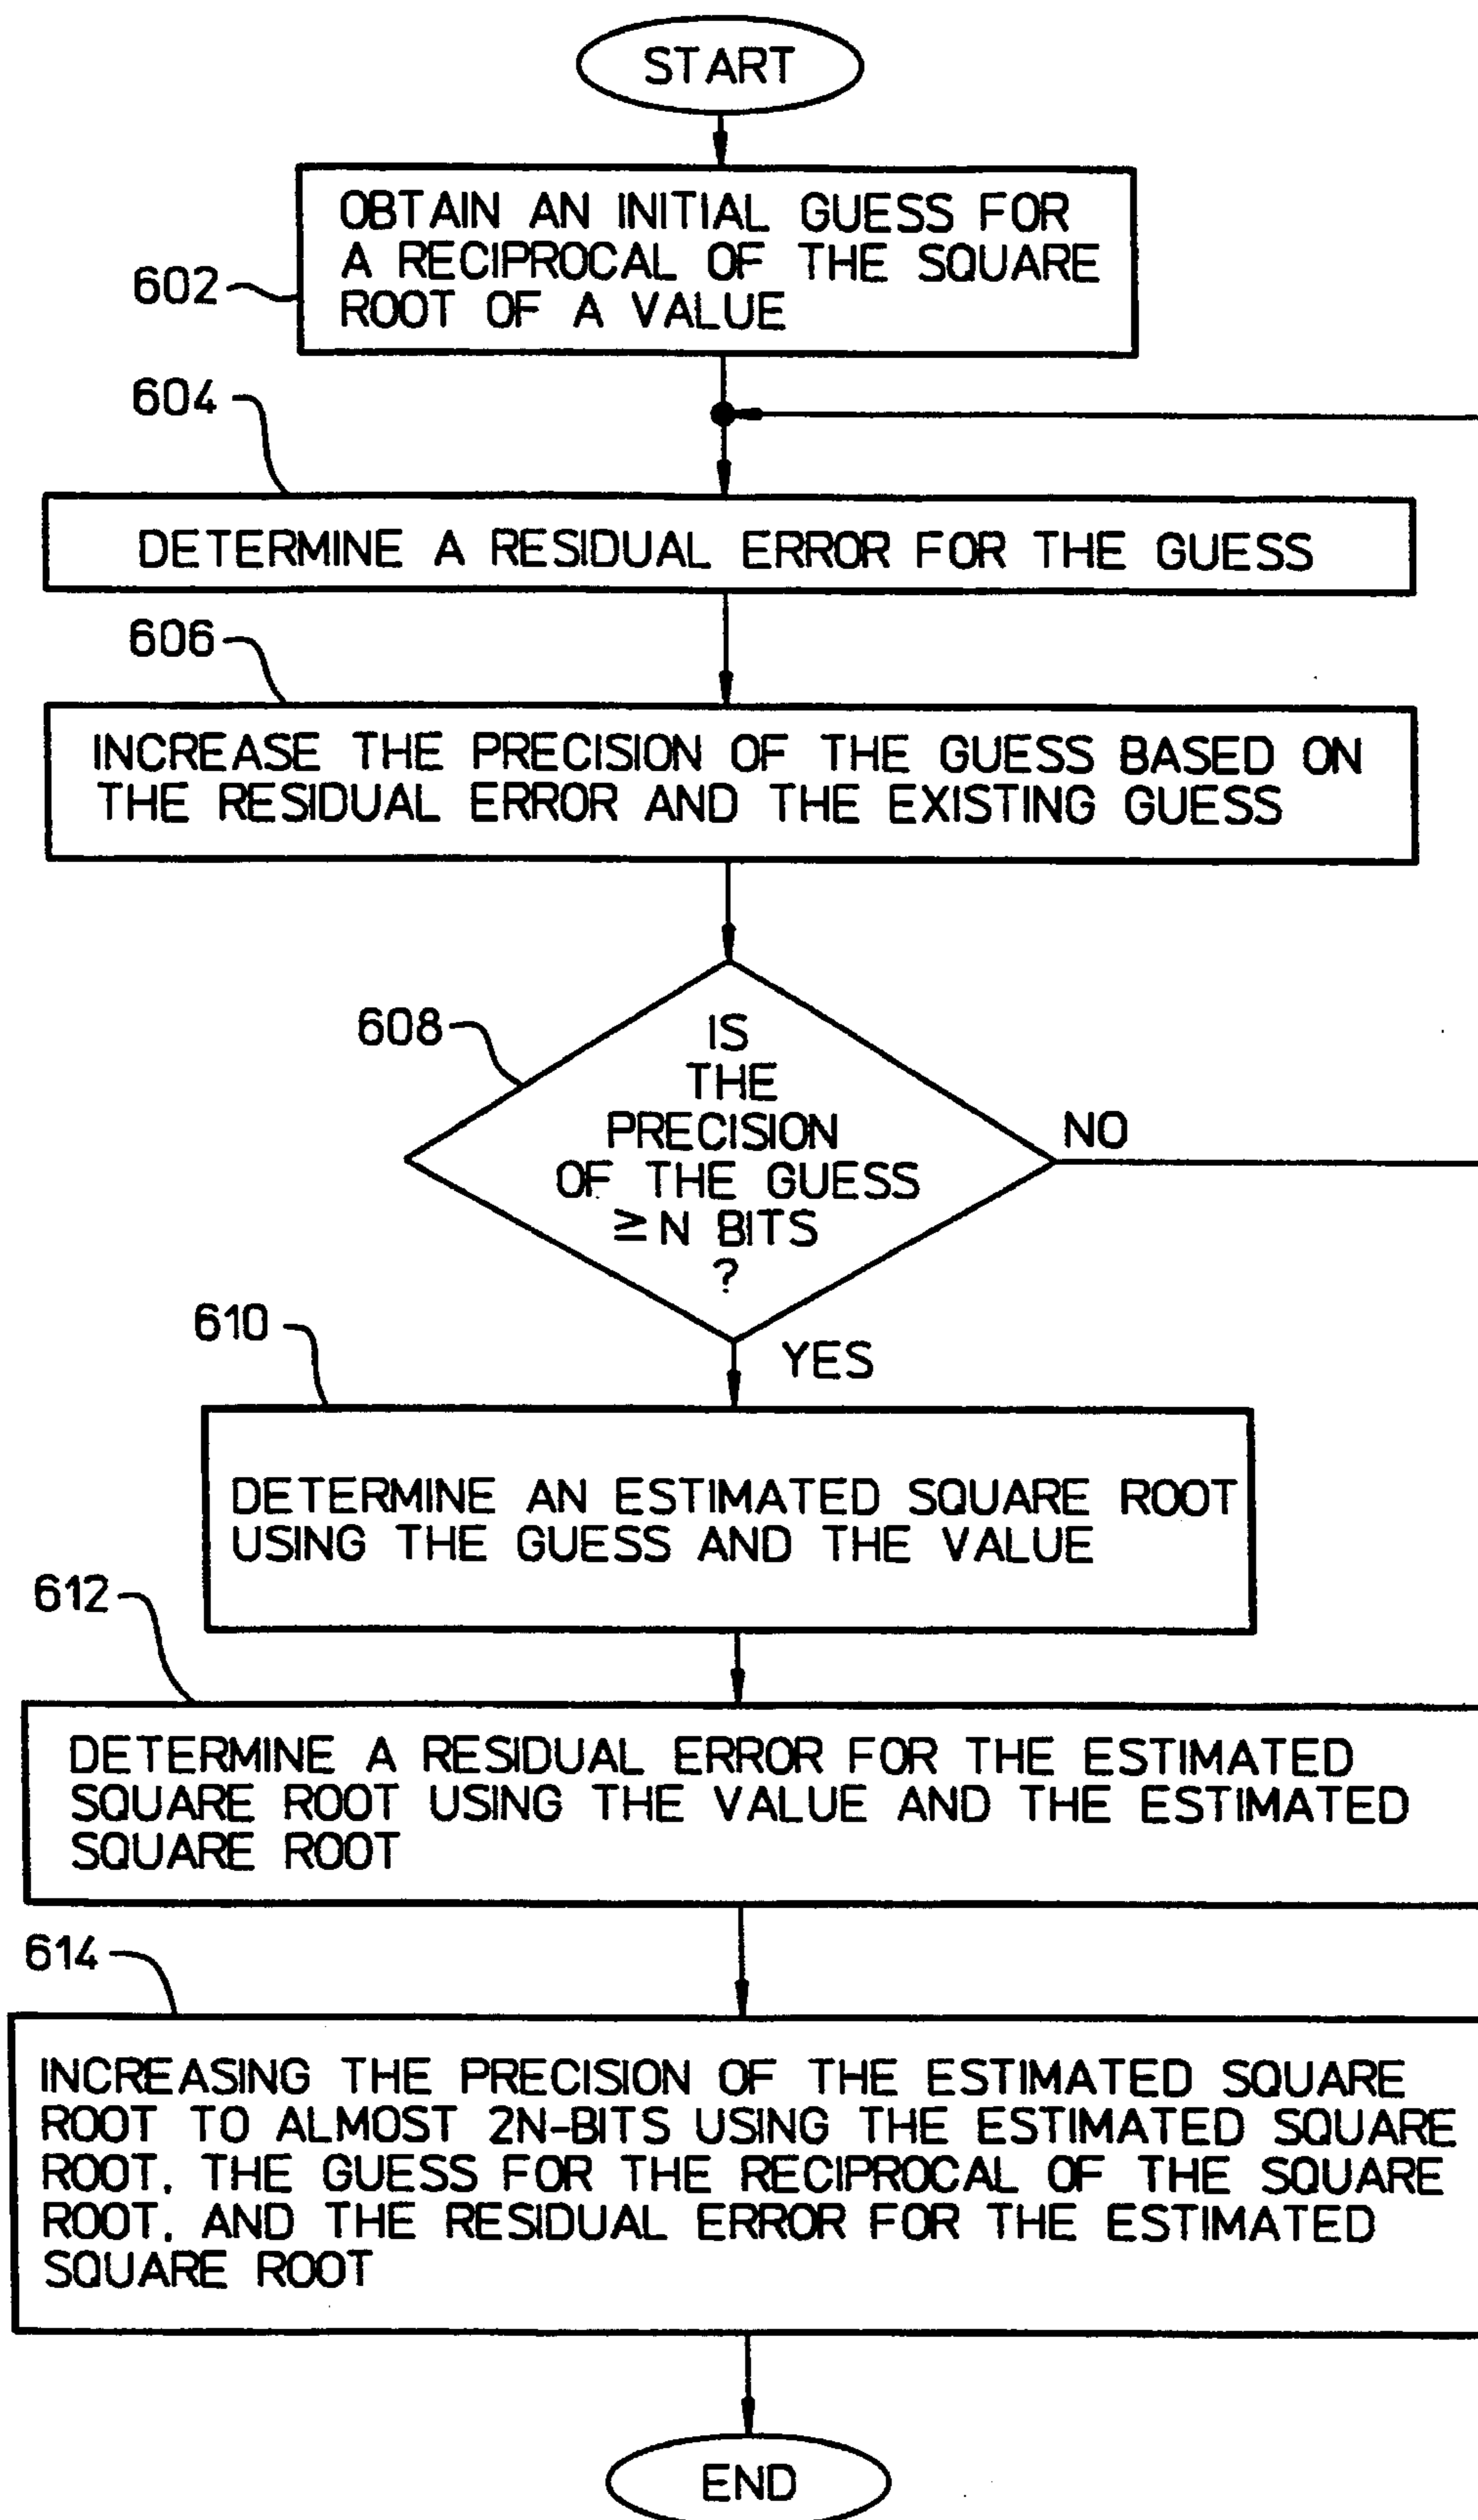 START
OBTAIN AN INITIAL GUESS FOR
A RECIPROCAL OF THE SQUARE
ROOT OF A VALUE
602
604
DETERMINE A RESIDUAL ERROR FOR THE GUESS
606
INCREASE THE PRECISION OF THE GUESS BASED ON
THE RESIDUAL ERROR AND THE EXISTING GUESS
608
IS
THE
PRECISION
OF THE GUESS
≥N BITS
?
NO
YES
610
DETERMINE AN ESTIMATED SQUARE ROOT
USING THE GUESS AND THE VALUE
612
DETERMINE A RESIDUAL ERROR FOR THE ESTIMATED
SQUARE ROOT USING THE VALUE AND THE ESTIMATED
SQUARE ROOT
614
INCREASING THE PRECISION OF THE ESTIMATED SQUARE
ROOT TO ALMOST 2N-BITS USING THE ESTIMATED SQUARE
ROOT, THE GUESS FOR THE RECIPROCAL OF THE SQUARE
ROOT, AND THE RESIDUAL ERROR FOR THE ESTIMATED
SQUARE ROOT
END